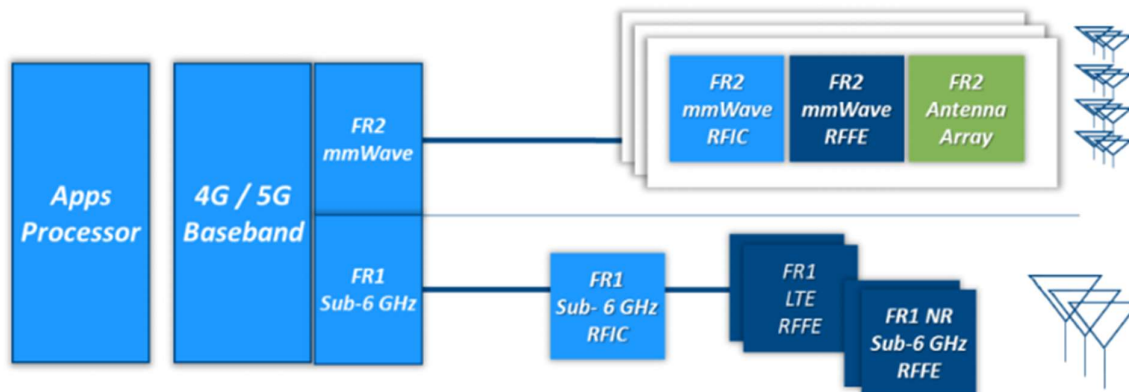 Apps
Processor
4G / 5G
Baseband
FR2
mmWave
FR1
Sub-6 GHz
FR2
mmWave
RFIC
FR2
mmWave
RFFE
FR2
Antenna
Array
FR1
Sub- 6 GHz
RFIC
FR1
LTE
RFFE
FR1 NR
Sub-6 GHz
RFFE